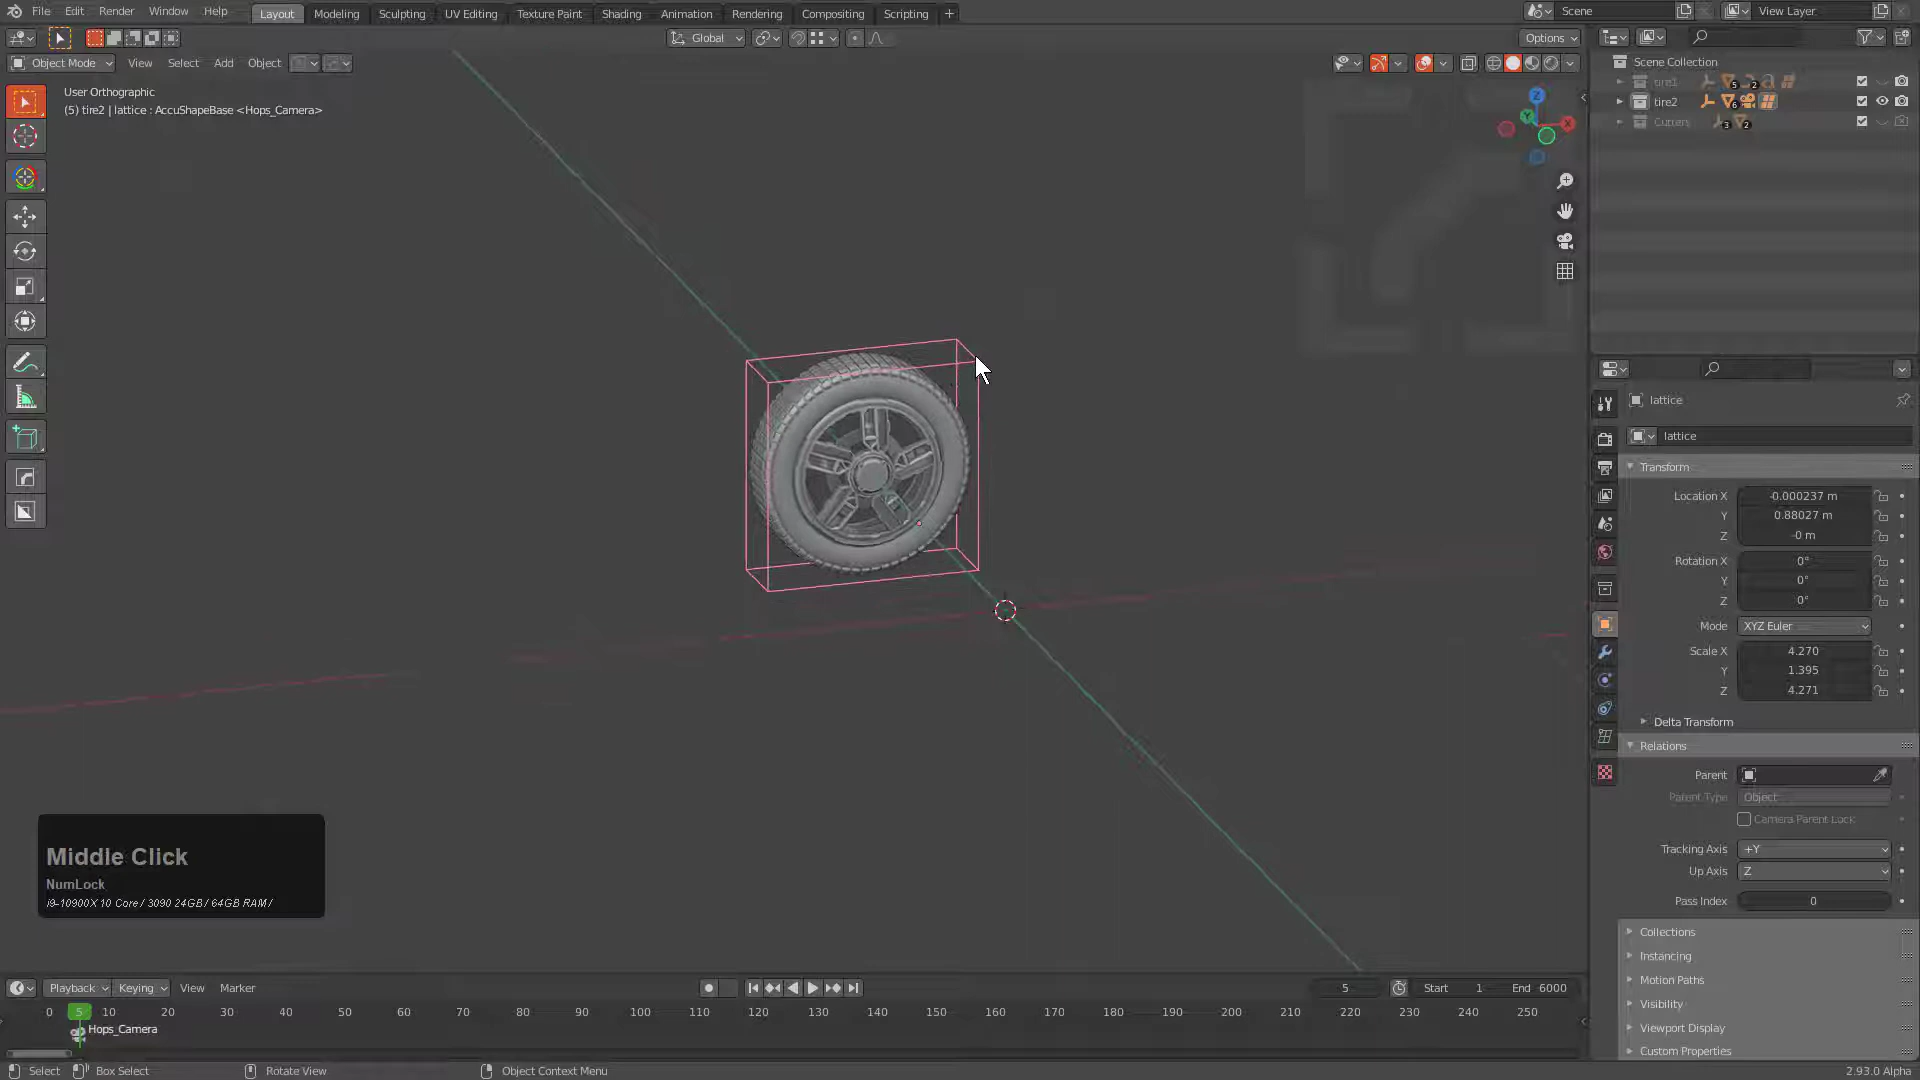 File Edit Render Window Help Layout Modeling Sculpting UV Editing Texture Paint Shading Animation Rendering Compositing Scripting + Scene View Layer
Global Options
Object Mode View Select Add Object
User Orthographic
(5) tire2 | lattice : AccuShapeBase <Hops_Camera>
Z
Y
X
Scene Collection
tire1 5 2
tire2 6
3 2
lattice
lattice
Transform
Location X -0.000237 m
Y 0.88027 m
Z -0 m
Rotation X 0°
Y 0°
Z 0°
Mode XYZ Euler
Scale X 4.270
Y 1.395
Z 4.271
Delta Transform
Relations
Parent
Parent Type Object
Camera Parent Lock
Tracking Axis +Y
Up Axis Z
Pass Index 0
Collections
Instancing
Motion Paths
Visibility
Viewport Display
Custom Properties
Middle Click
NumLock
i9-10900X 10 Core / 3090 24GB / 64GB RAM /
Playback Keying View Marker 5 Start 1 End 6000
0 5 10 20 30 40 50 60 70 80 90 100 110 120 130 140 150 160 170 180 190 200 210 220 230 240 250
Hops_Camera
Select Box Select Rotate View Object Context Menu 2.93.0 Alpha